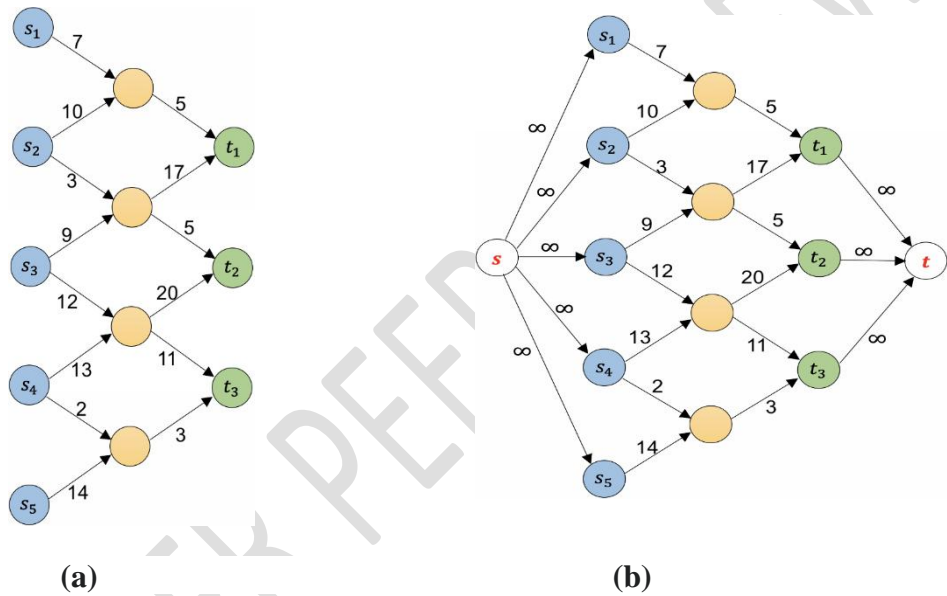 s₁
7
10
5
s₂
t₁
3
17
9
5
s₃
t₂
12
20
13
11
s₄
t₃
2
3
14
s₅
(a)
s₁
7
10
5
∞
s₂
t₁
3
17
∞
∞
9
5
s
∞
s₃
t₂
∞
t
12
20
∞
13
11
∞
∞
s₄
t₃
2
3
14
s₅
(b)